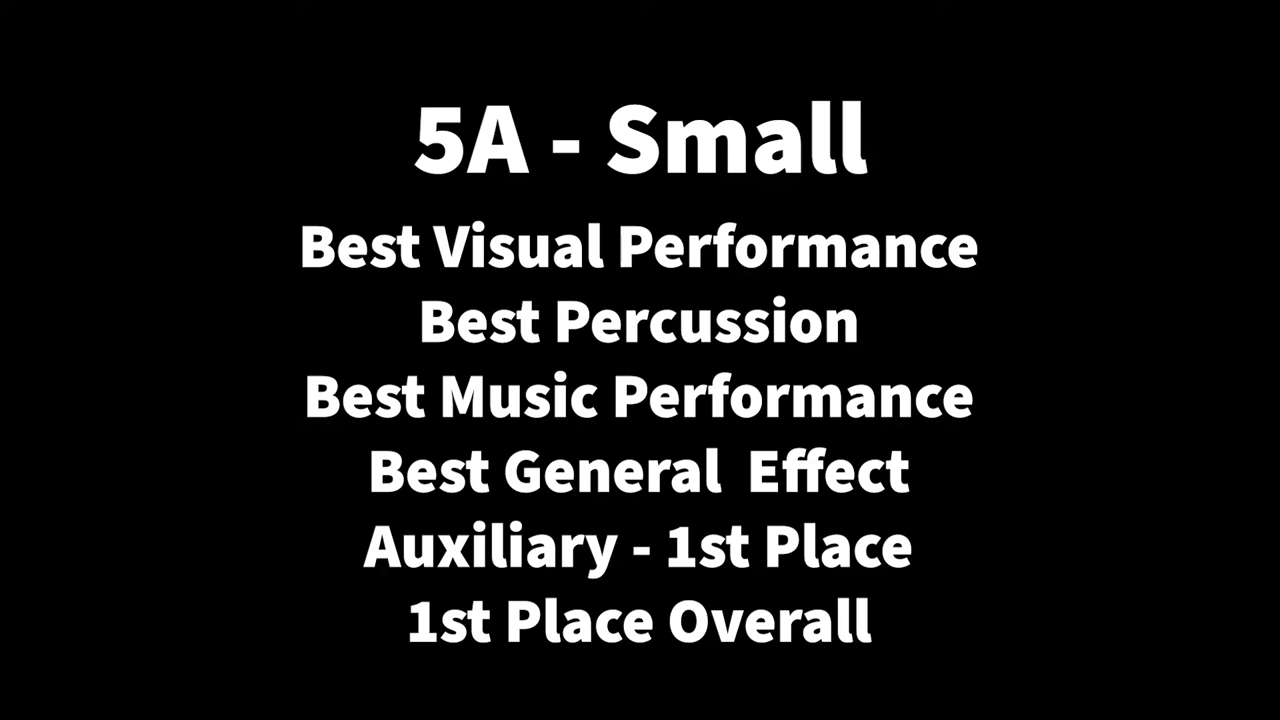 5A - Small
Best Visual Performance
Best Percussion
Best Music Performance
Best General  Effect
Auxiliary - 1st Place
1st Place Overall